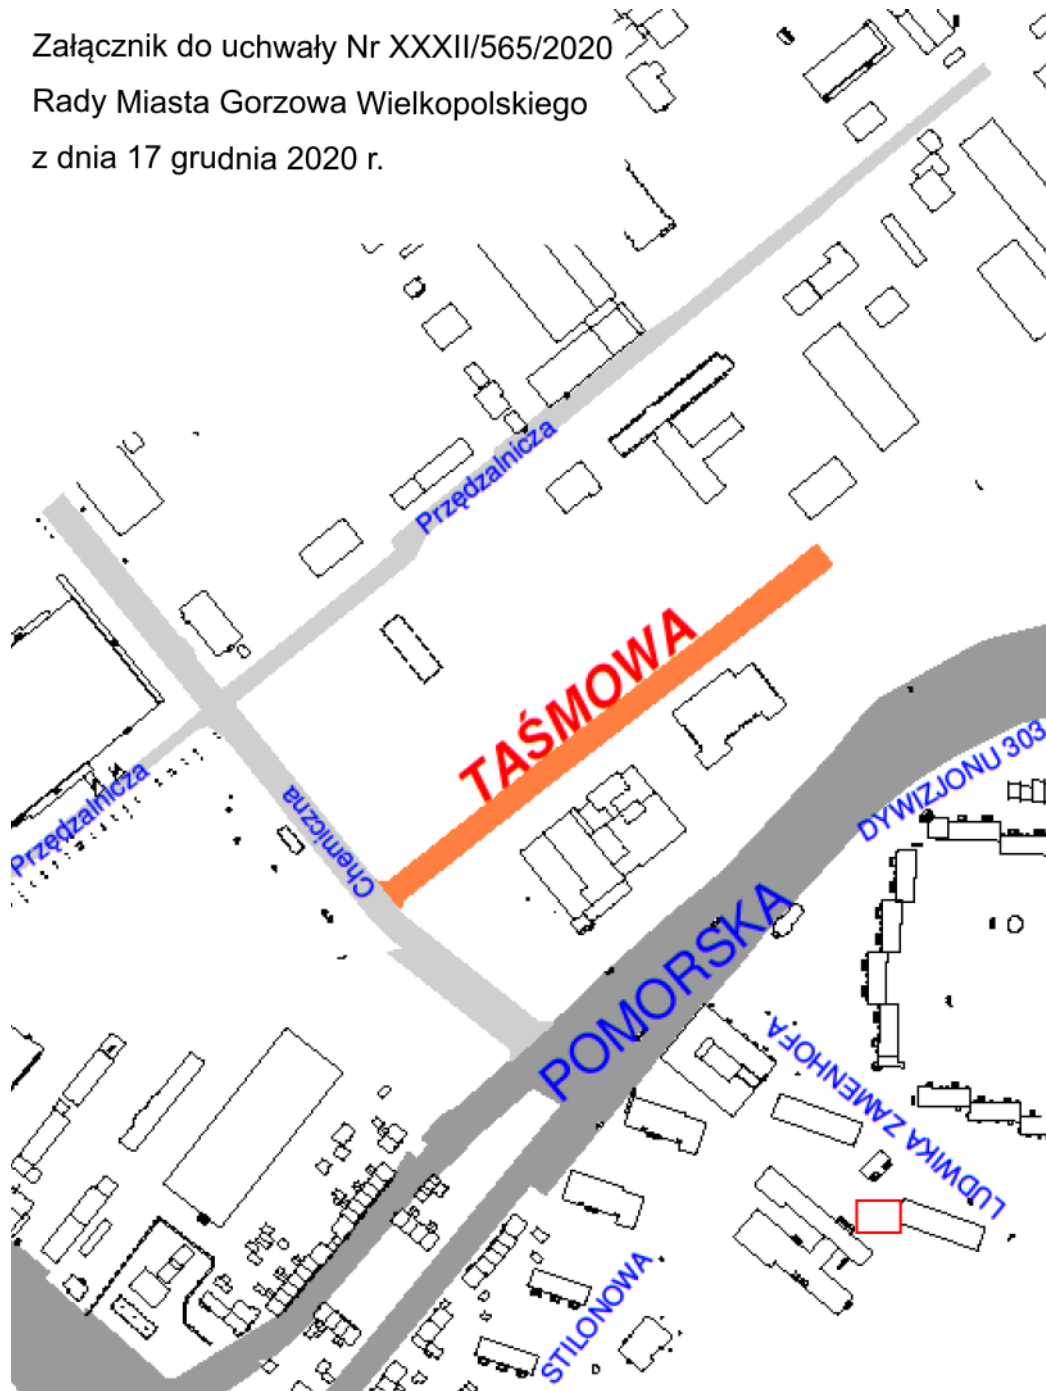 Załącznik do uchwały Nr XXXII/565/2020
Rady Miasta Gorzowa Wielkopolskiego
z dnia 17 grudnia 2020 r.
Przędzalnicza
TAŚMOWA
DYWIZJONU 303
Przędzalnicza
Chemiczna
POMORSKA
LUDWIKA ZAMENHOFA
STILONOWA